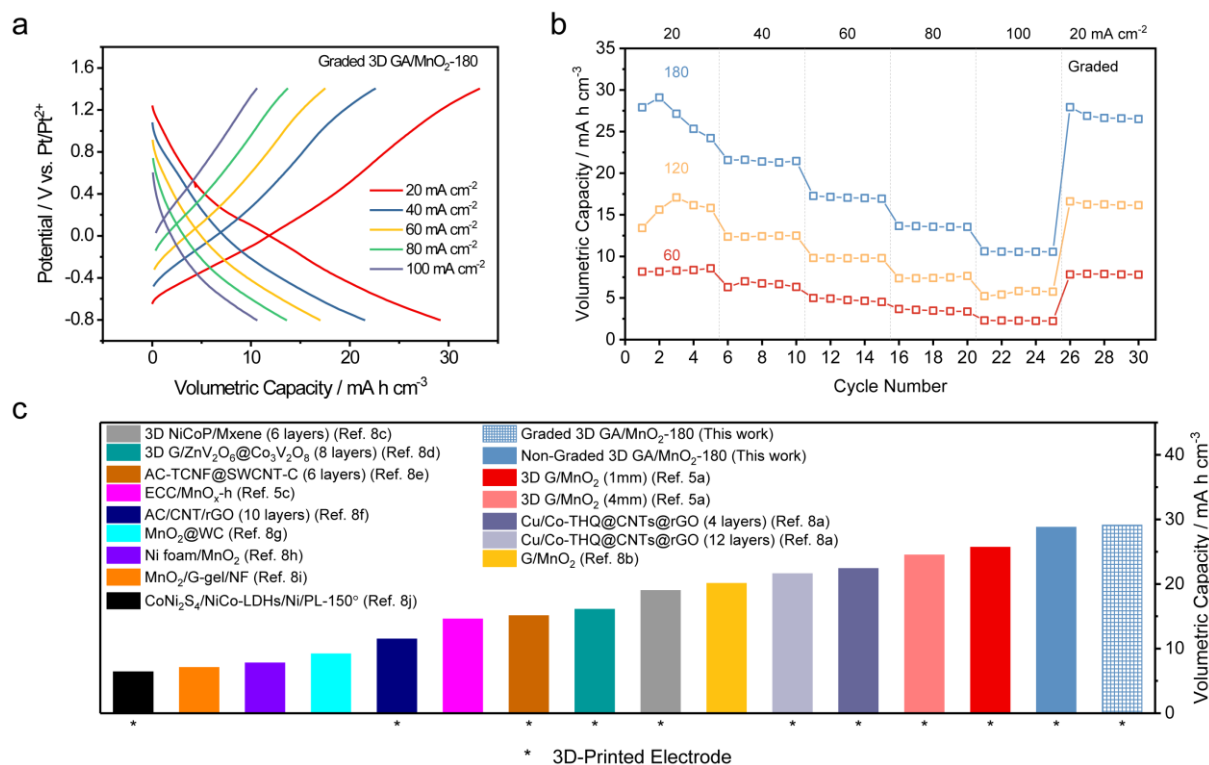 a
Graded 3D GA/MnO₂-180
Potential / V vs. Pt/Pt²⁺
1.6
1.2
0.8
0.4
0.0
-0.4
-0.8
20 mA cm⁻²
40 mA cm⁻²
60 mA cm⁻²
80 mA cm⁻²
100 mA cm⁻²
0 10 20 30
Volumetric Capacity / mA h cm⁻³
b
20 40 60 80 100 20 mA cm⁻²
Graded
180
120
60
Volumetric Capacity / mA h cm⁻³
35
30
25
20
15
10
5
0
0 2 4 6 8 10 12 14 16 18 20 22 24 26 28 30
Cycle Number
c
3D NiCoP/Mxene (6 layers) (Ref. 8c)
3D G/ZnV₂O₆@Co₃V₂O₈ (8 layers) (Ref. 8d)
AC-TCNF@SWCNT-C (6 layers) (Ref. 8e)
ECC/MnOₓ-h (Ref. 5c)
AC/CNT/rGO (10 layers) (Ref. 8f)
MnO₂@WC (Ref. 8g)
Ni foam/MnO₂ (Ref. 8h)
MnO₂/G-gel/NF (Ref. 8i)
CoNi₂S₄/NiCo-LDHs/Ni/PL-150° (Ref. 8j)
Graded 3D GA/MnO₂-180 (This work)
Non-Graded 3D GA/MnO₂-180 (This work)
3D G/MnO₂ (1mm) (Ref. 5a)
3D G/MnO₂ (4mm) (Ref. 5a)
Cu/Co-THQ@CNTs@rGO (4 layers) (Ref. 8a)
Cu/Co-THQ@CNTs@rGO (12 layers) (Ref. 8a)
G/MnO₂ (Ref. 8b)
40
30
20
10
0
Volumetric Capacity / mA h cm⁻³
* * * * * * * * * *
* 3D-Printed Electrode